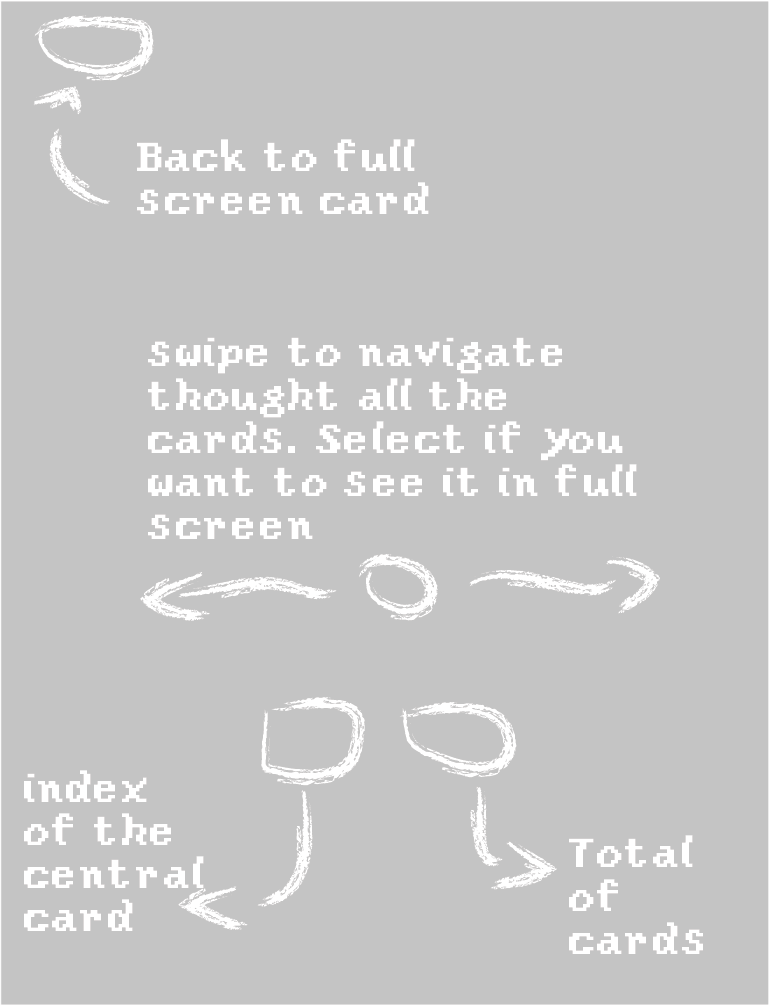 Back to full
screen card
Swipe to navigate
thought all the
cards. Select if you
want to see it in full
screen
index
of the
central
card
Total
of
cards